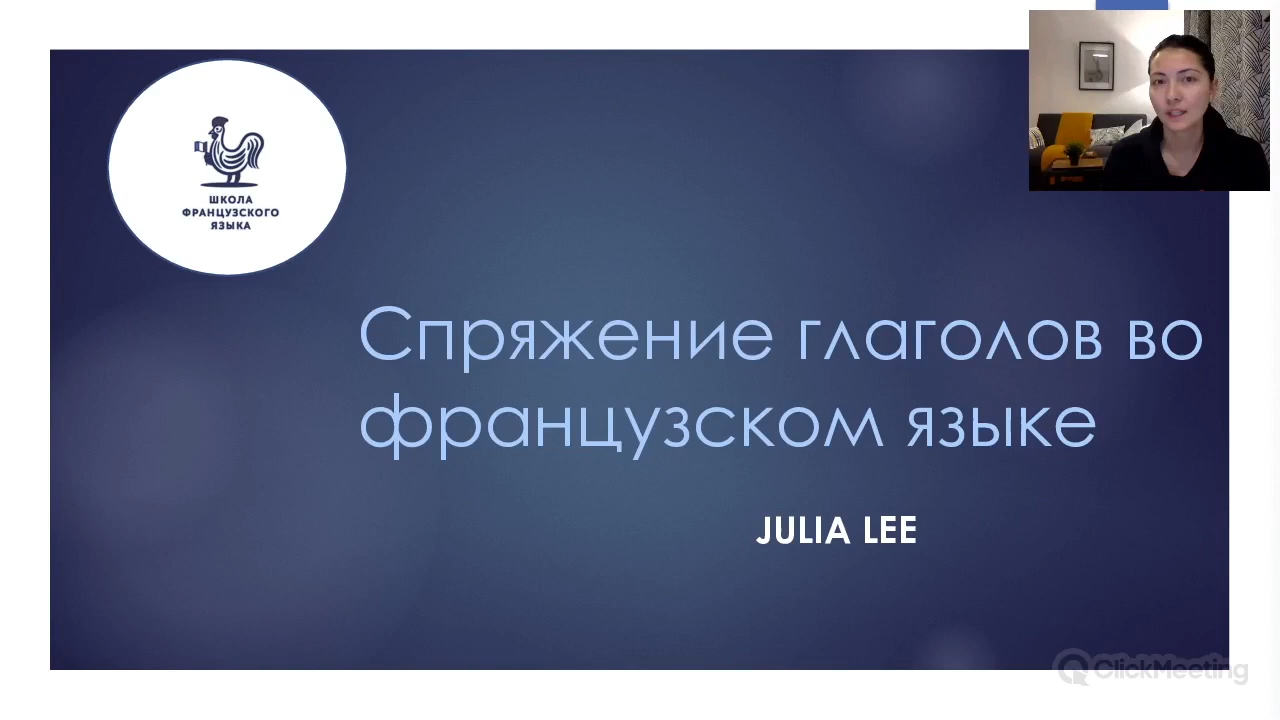 ШКОЛА
ФРАНЦУЗСКОГО
ЯЗЫКА
Спряжение глаголов во
французском языке
JULIA LEE
ClickMeeting